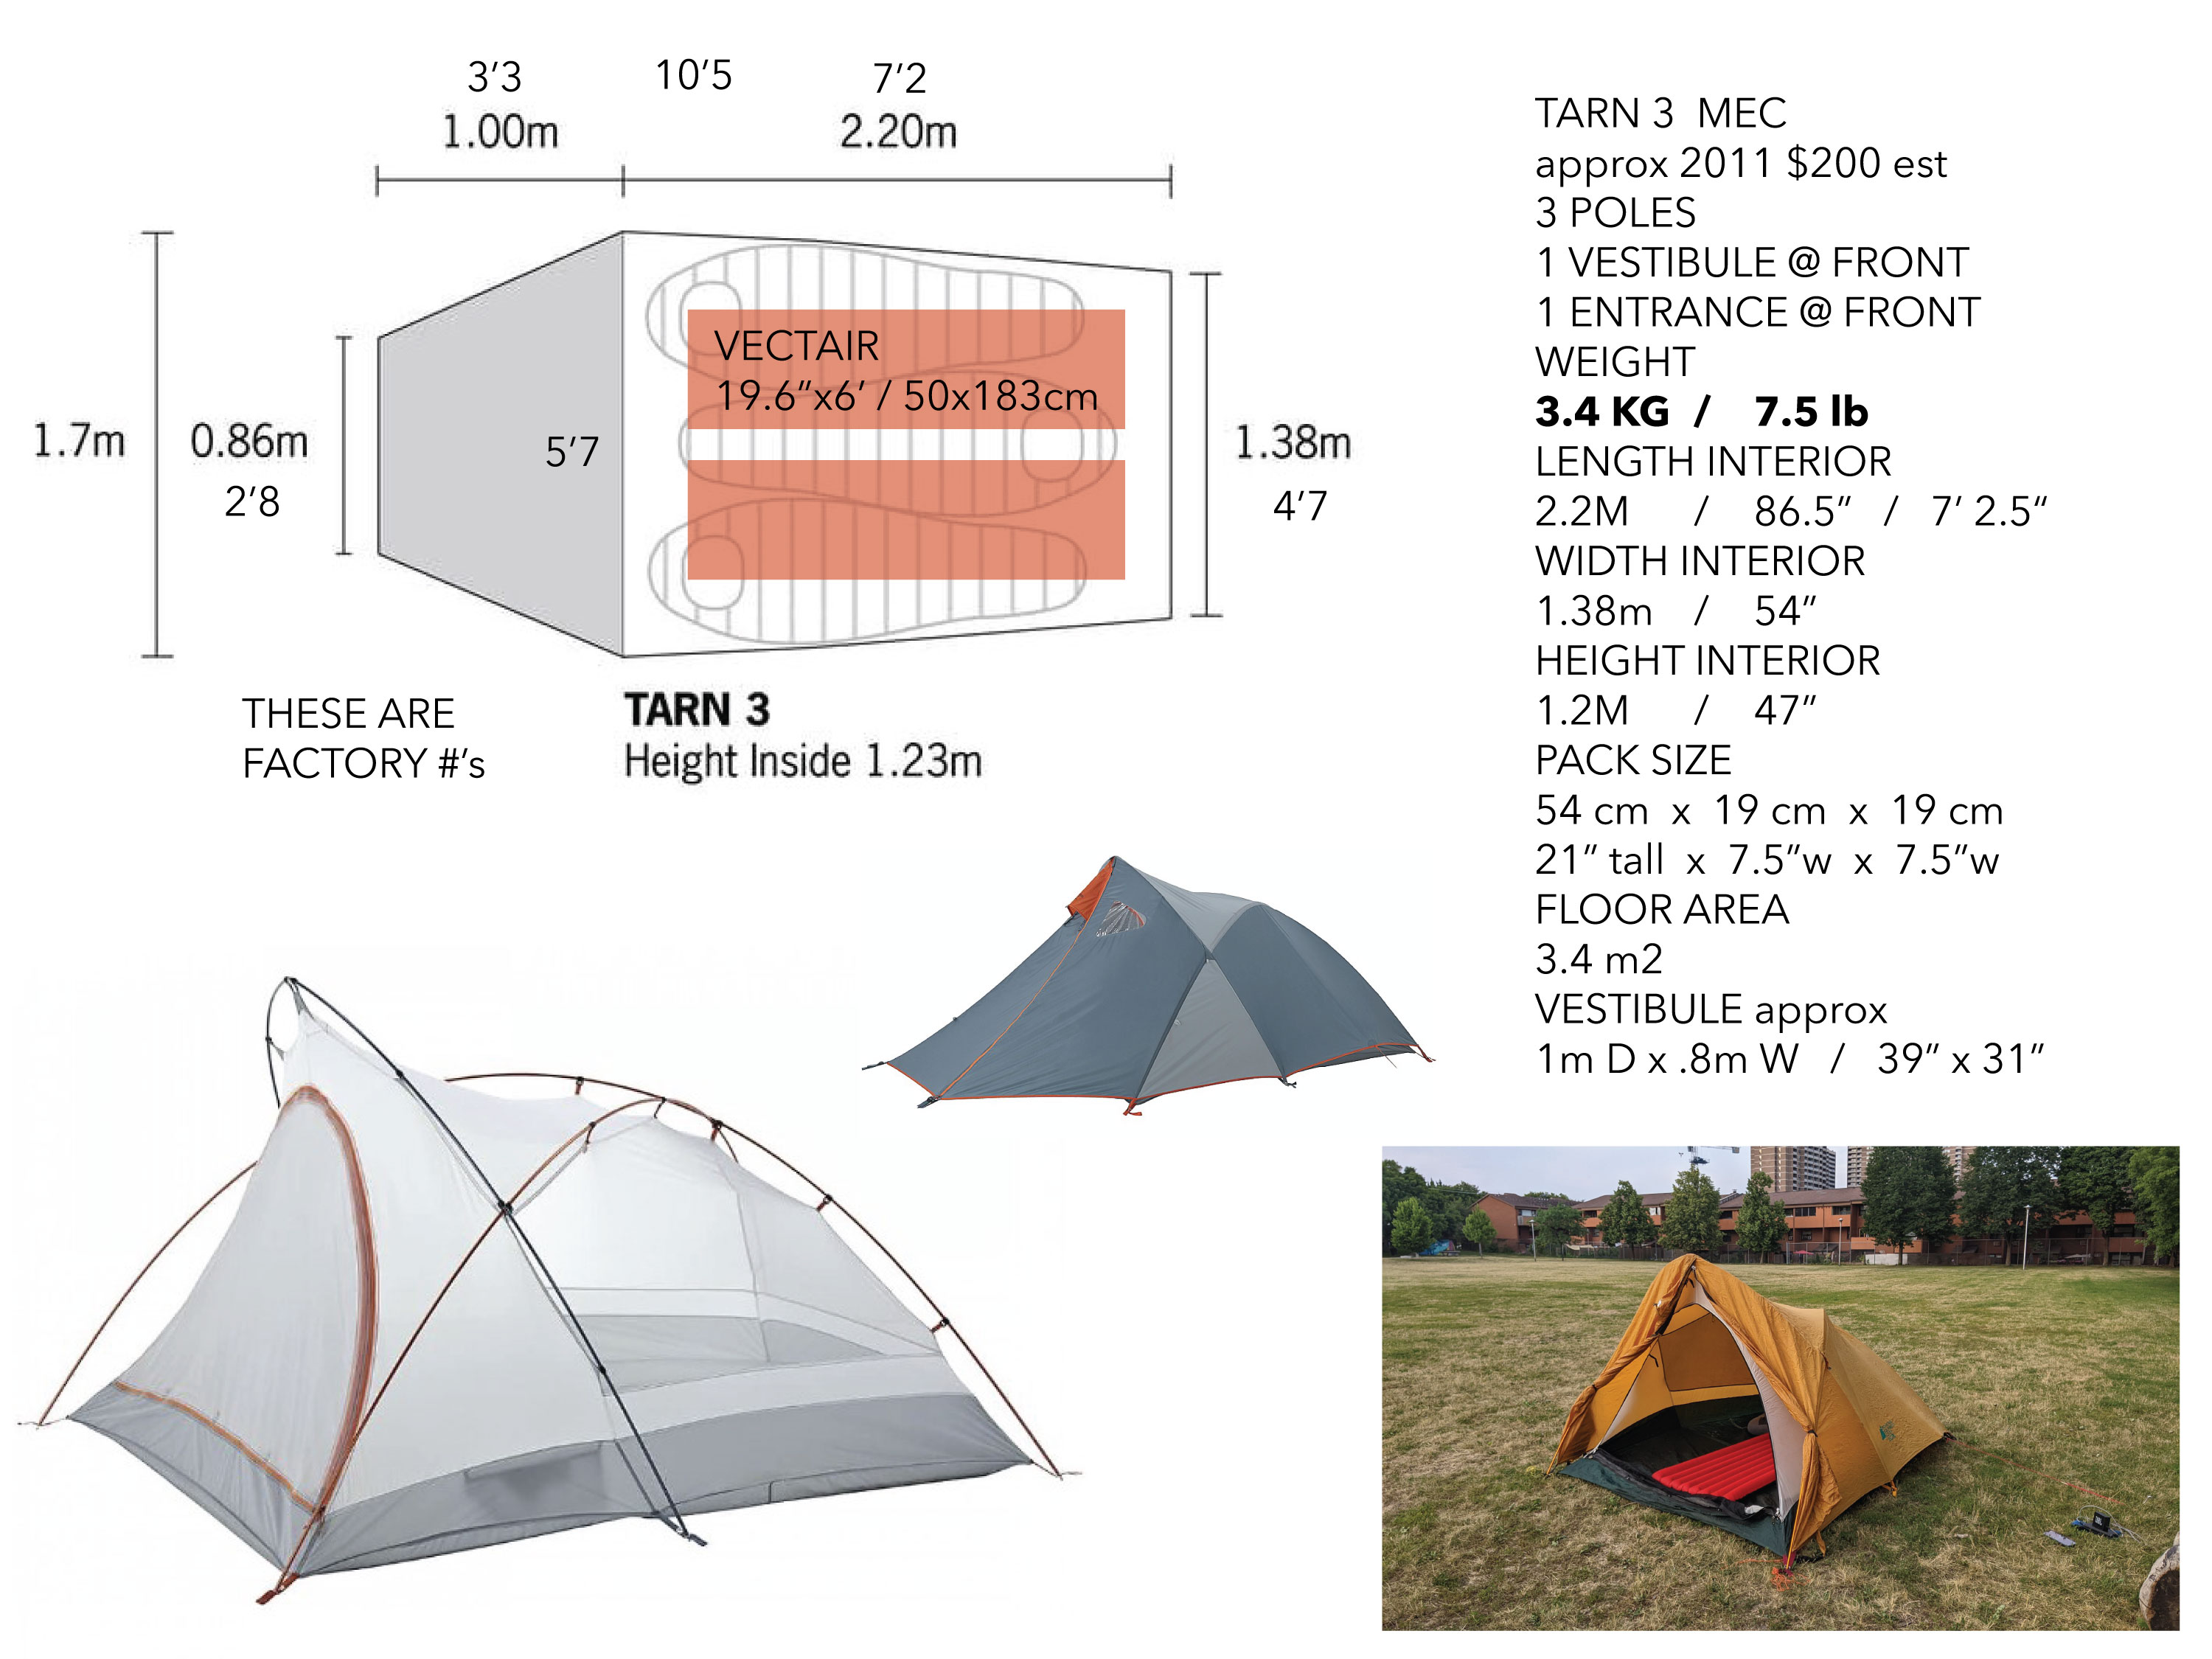 3’3 10’5 7’2
1.00m 2.20m
VECTAIR
19.6“x6’ / 50x183cm
1.7m
0.86m
2’8
5’7
1.38m
4’7
THESE ARE
FACTORY #’s
TARN 3
Height Inside 1.23m
TARN 3 MEC
approx 2011 $200 est
3 POLES
1 VESTIBULE @ FRONT
1 ENTRANCE @ FRONT
WEIGHT
3.4 KG / 7.5 lb
LENGTH INTERIOR
2.2M / 86.5” / 7’ 2.5“
WIDTH INTERIOR
1.38m / 54”
HEIGHT INTERIOR
1.2M / 47”
PACK SIZE
54 cm x 19 cm x 19 cm
21” tall x 7.5”w x 7.5”w
FLOOR AREA
3.4 m2
VESTIBULE approx
1m D x .8m W / 39” x 31”